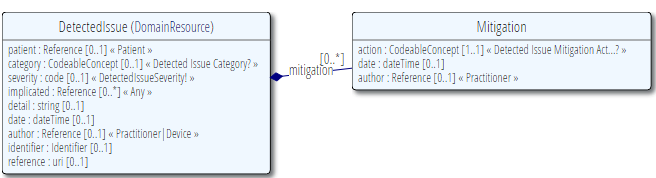 DetectedIssue (DomainResource)
patient : Reference [0..1] « Patient »
category : CodeableConcept [0..1] « Detected Issue Category? »
severity : code [0..1] « DetectedIssueSeverity! »
implicated : Reference [0..*] « Any »
detail : string [0..1]
date : dateTime [0..1]
author : Reference [0..1] « Practitioner|Device »
identifier : Identifier [0..1]
reference : uri [0..1]
[0..*]
mitigation
Mitigation
action : CodeableConcept [1..1] « Detected Issue Mitigation Act...? »
date : dateTime [0..1]
author : Reference [0..1] « Practitioner »